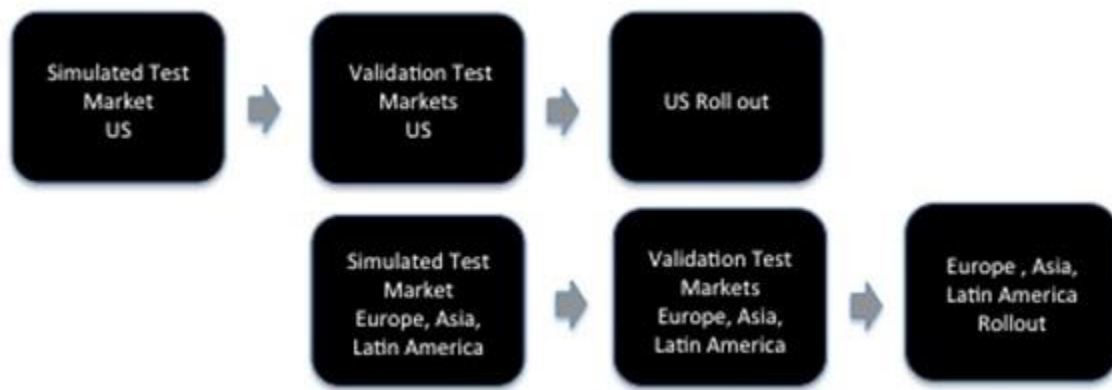 Simulated Test
Market
US
Validation Test
Markets
US
US Roll out
Simulated Test
Market
Europe, Asia,
Latin America
Validation Test
Markets
Europe, Asia,
Latin America
Europe , Asia,
Latin America
Rollout